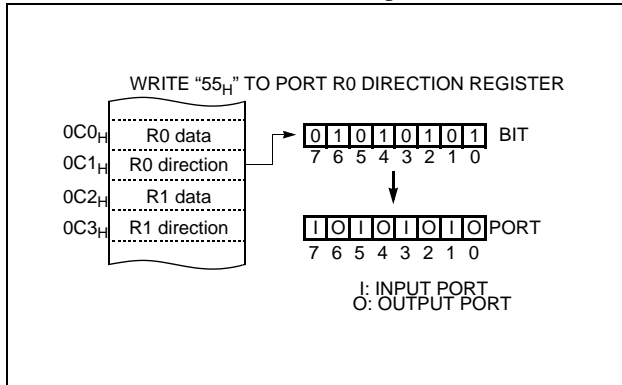 WRITE “55H” TO PORT R0 DIRECTION REGISTER
0C0H R0 data
0 1 0 1 0 1 0 1 BIT
0C1H R0 direction
7 6 5 4 3 2 1 0
0C2H R1 data
0C3H R1 direction
I O I O I O I O PORT
7 6 5 4 3 2 1 0
I: INPUT PORT
O: OUTPUT PORT